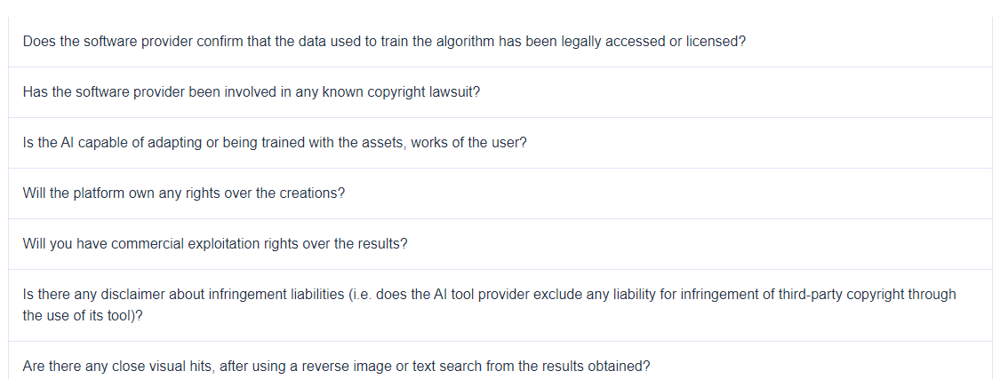 Does the software provider confirm that the data used to train the algorithm has been legally accessed or licensed?
Has the software provider been involved in any known copyright lawsuit?
Is the AI capable of adapting or being trained with the assets, works of the user?
Will the platform own any rights over the creations?
Will you have commercial exploitation rights over the results?
Is there any disclaimer about infringement liabilities (i.e. does the AI tool provider exclude any liability for infringement of third-party copyright through
the use of its tool)?
Are there any close visual hits, after using a reverse image or text search from the results obtained?